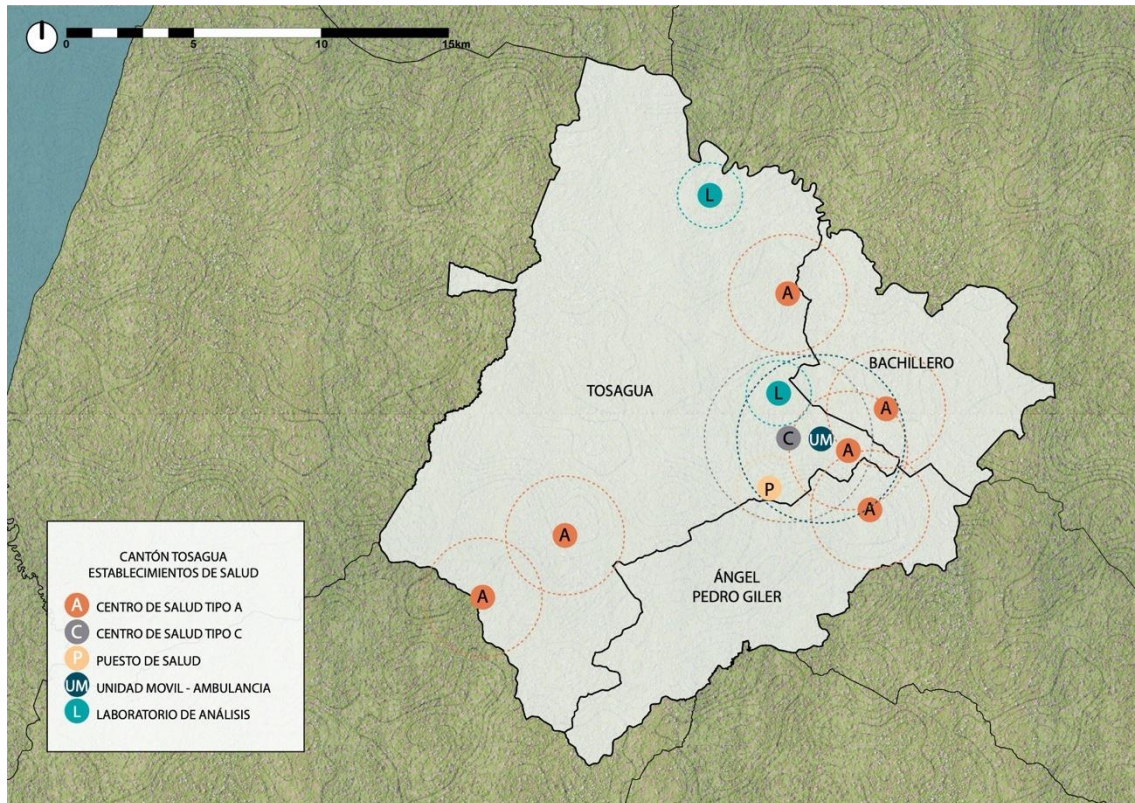 0 5 10 15km
L
A
BACHILLERO
TOSAGUA
L
A
C
UM
A
P
A
A
ÁNGEL
PEDRO GILER
A
CANTÓN TOSAGUA
ESTABLECIMIENTOS DE SALUD
A CENTRO DE SALUD TIPO A
C CENTRO DE SALUD TIPO C
P PUESTO DE SALUD
UM UNIDAD MOVIL - AMBULANCIA
L LABORATORIO DE ANÁLISIS